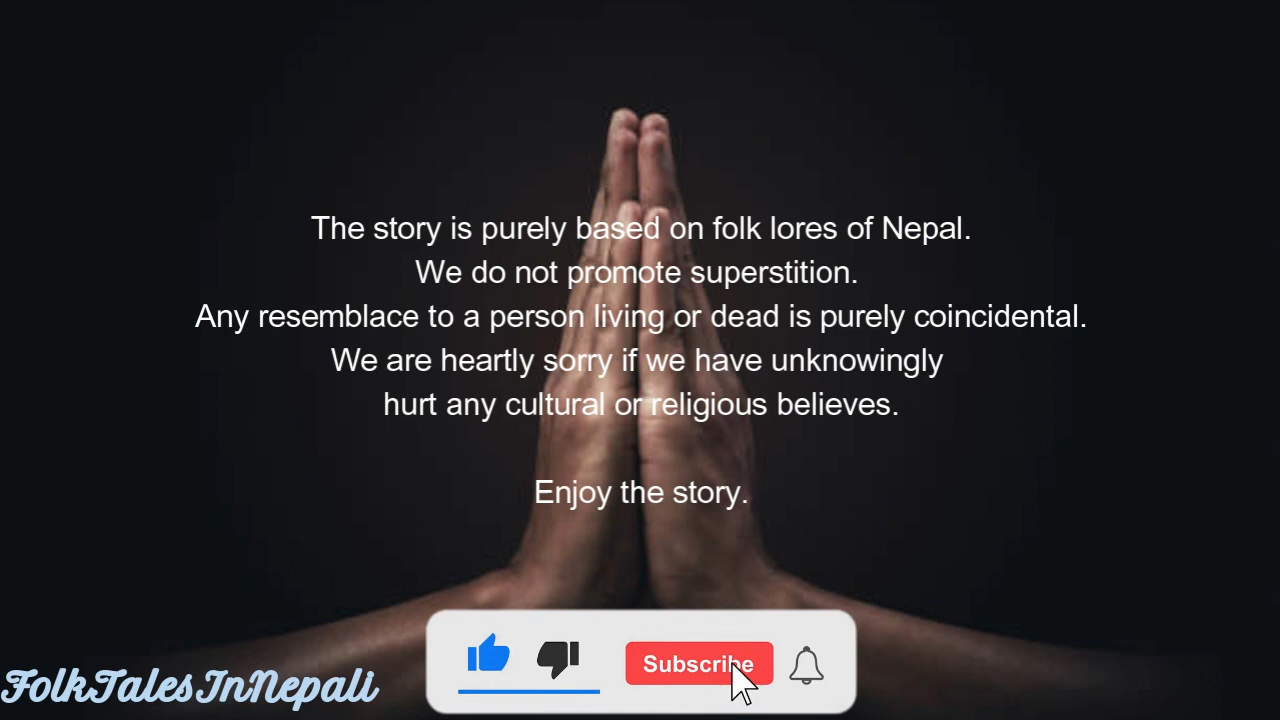 The story is purely based on folk lores of Nepal.
We do not promote superstition.
Any resemblace to a person living or dead is purely coincidental.
We are heartly sorry if we have unknowingly
hurt any cultural or religious believes.
Enjoy the story.
Subscribe
FolkTalesInNepali